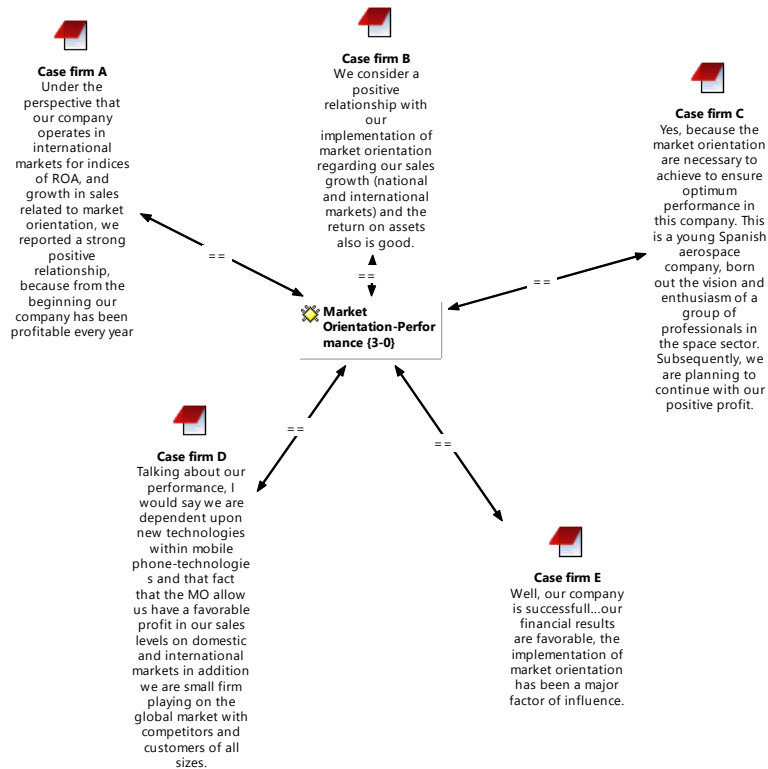 Case firm A
Under the
perspective that
our company
operates in
international
markets for indices
of ROA, and
growth in sales
related to market
orientation, we
reported a strong
positive
relationship,
because from the
beginning our
company has been
profitable every year
Case firm B
We consider a
positive
relationship with
our
implementation of
market orientation
regarding our sales
growth (national
and international
markets) and the
return on assets
also is good.
Case firm C
Yes, because the
market orientation
are necessary to
achieve to ensure
optimum
performance in
this company. This
is a young Spanish
aerospace
company, born
out the vision and
enthusiasm of a
group of
professionals in
the space sector.
Subsequently, we
are planning to
continue with our
positive profit.
==
==
==
Market
Orientation-Perfor
mance {3-0}
==
==
Case firm D
Talking about our
performance, I
would say we are
dependent upon
new technologies
within mobile
phone-technologie
s and that fact
that the MO allow
us have a favorable
profit in our sales
levels on domestic
and international
markets in addition
we are small firm
playing on the
global market with
competitors and
customers of all
sizes.
Case firm E
Well, our company
is successfull...our
financial results
are favorable, the
implementation of
market orientation
has been a major
factor of influence.